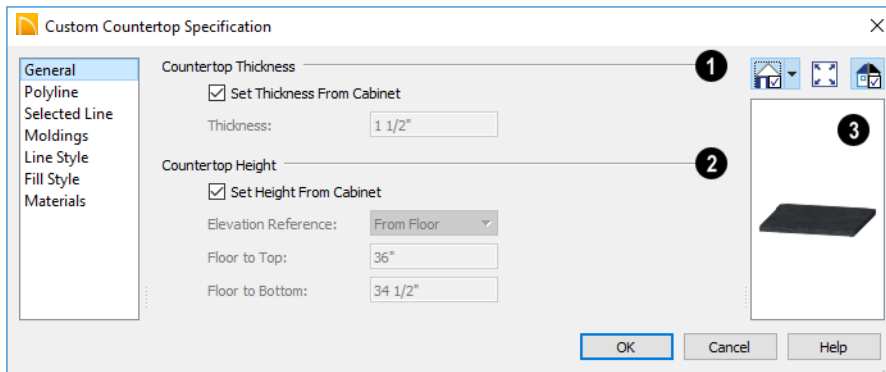 Custom Countertop Specification
General
Polyline
Selected Line
Moldings
Line Style
Fill Style
Materials
Countertop Thickness
1
Set Thickness From Cabinet
Thickness: 1 1/2"
Countertop Height
2
Set Height From Cabinet
Elevation Reference: From Floor
Floor to Top: 36"
Floor to Bottom: 34 1/2"
3
OK Cancel Help